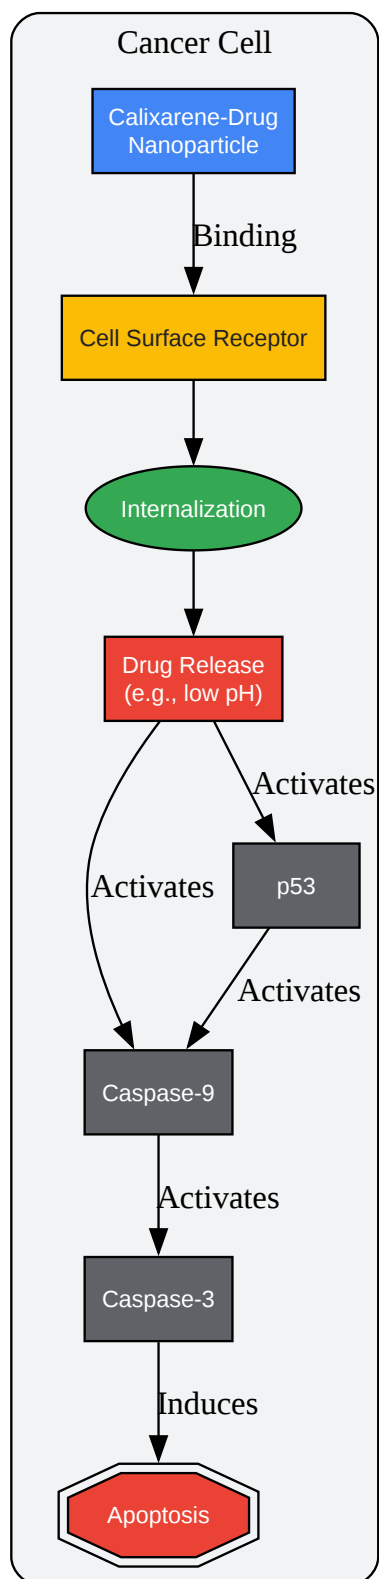 Cancer Cell
Calixarene-Drug
Nanoparticle
Binding
Cell Surface Receptor
Internalization
Drug Release
(e.g., low pH)
Activates
p53
Activates
Activates
Caspase-9
Activates
Caspase-3
Induces
Apoptosis